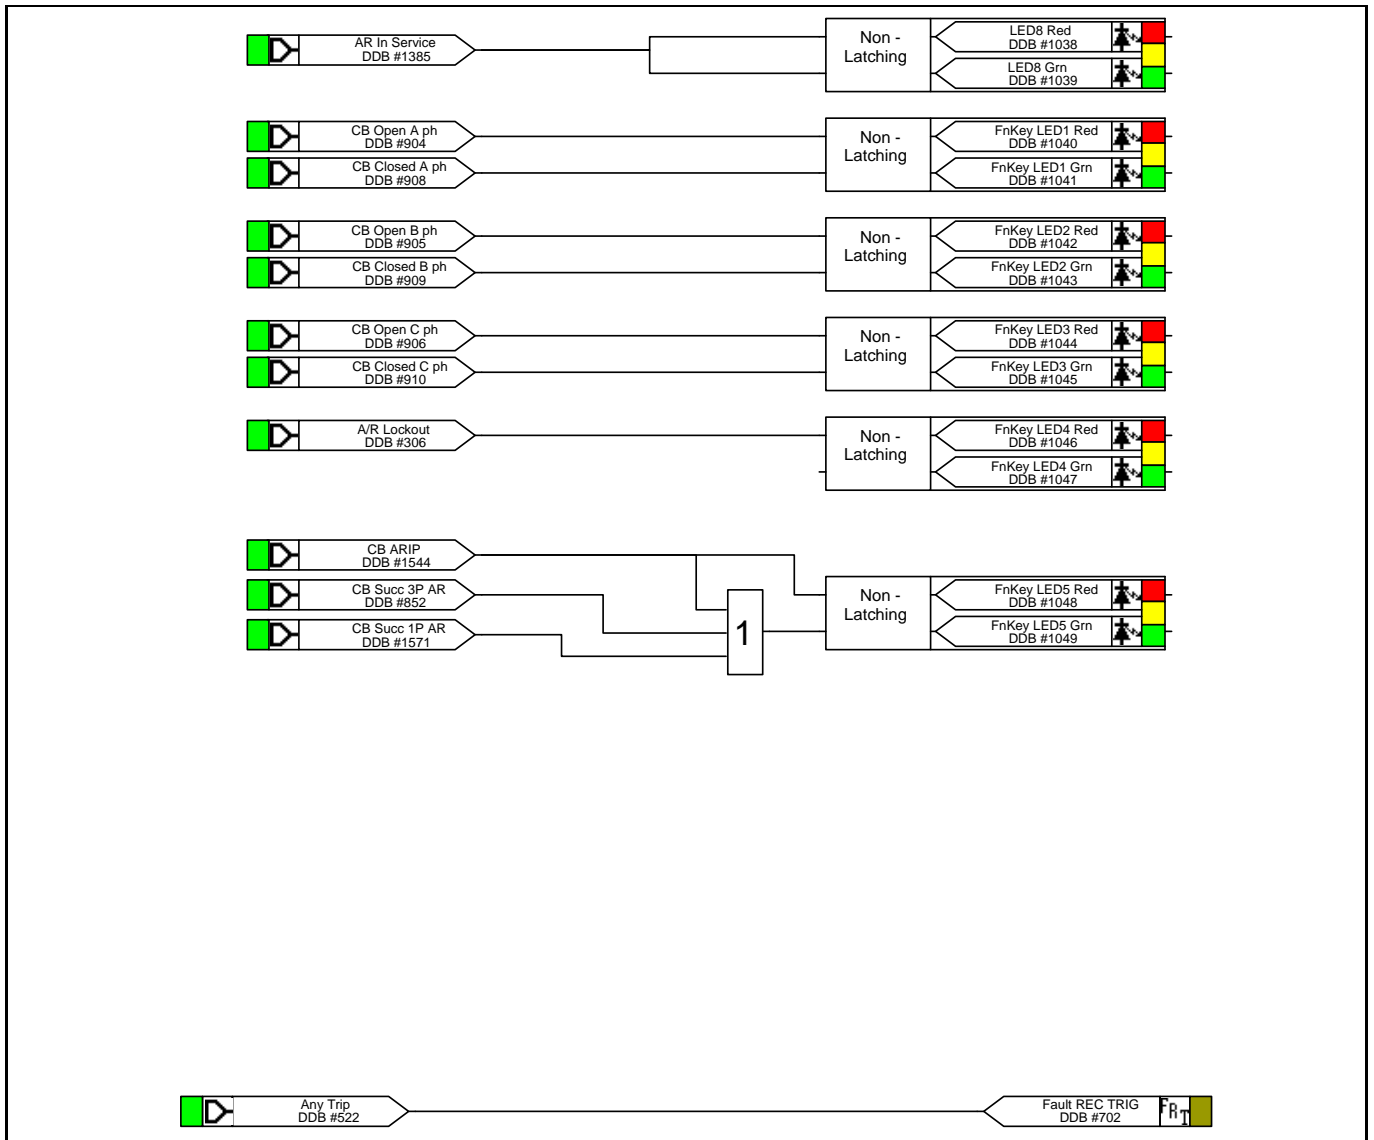 AR In Service
DDB #1385
Non -
Latching
LED8 Red
DDB #1038
LED8 Grn
DDB #1039
CB Open A ph
DDB #904
CB Closed A ph
DDB #908
Non -
Latching
FnKey LED1 Red
DDB #1040
FnKey LED1 Grn
DDB #1041
CB Open B ph
DDB #905
CB Closed B ph
DDB #909
Non -
Latching
FnKey LED2 Red
DDB #1042
FnKey LED2 Grn
DDB #1043
CB Open C ph
DDB #906
CB Closed C ph
DDB #910
Non -
Latching
FnKey LED3 Red
DDB #1044
FnKey LED3 Grn
DDB #1045
A/R Lockout
DDB #306
Non -
Latching
FnKey LED4 Red
DDB #1046
FnKey LED4 Grn
DDB #1047
CB ARIP
DDB #1544
CB Succ 3P AR
DDB #852
CB Succ 1P AR
DDB #1571
1
Non -
Latching
FnKey LED5 Red
DDB #1048
FnKey LED5 Grn
DDB #1049
Any Trip
DDB #522
Fault REC TRIG
DDB #702
FRT